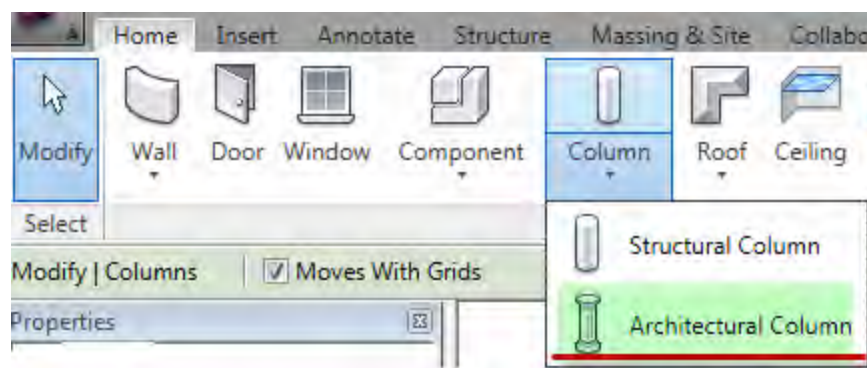 Home Insert Annotate Structure Massing & Site Collabo
Modify Wall Door Window Component Column Roof Ceiling
Select
Structural Column
Modify | Columns Moves With Grids
Properties
Architectural Column